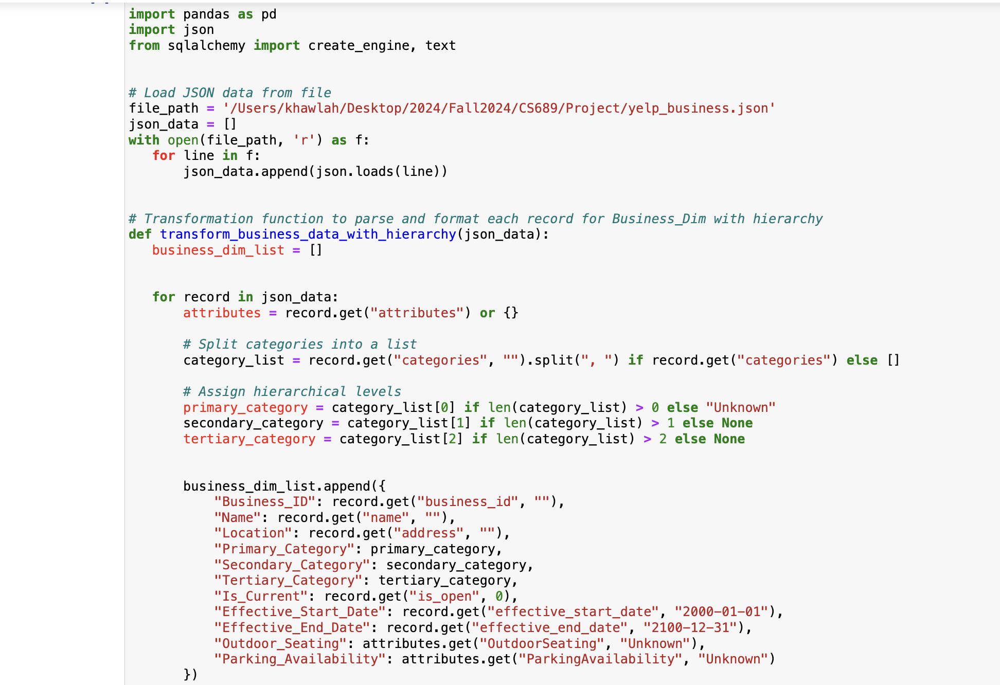 import pandas as pd
import json
from sqlalchemy import create_engine, text
# Load JSON data from file
file_path = '/Users/khawlah/Desktop/2024/Fall2024/CS689/Project/yelp_business.json'
json_data = []
with open(file_path, 'r') as f:
   for line in f:
       json_data.append(json.loads(line))
# Transformation function to parse and format each record for Business_Dim with hierarchy
def transform_business_data_with_hierarchy(json_data):
   business_dim_list = []
   for record in json_data:
       attributes = record.get("attributes") or {}
       # Split categories into a list
       category_list = record.get("categories", "").split(", ") if record.get("categories") else []
       # Assign hierarchical levels
       primary_category = category_list[0] if len(category_list) > 0 else "Unknown"
       secondary_category = category_list[1] if len(category_list) > 1 else None
       tertiary_category = category_list[2] if len(category_list) > 2 else None
       business_dim_list.append({
           "Business_ID": record.get("business_id", ""),
           "Name": record.get("name", ""),
           "Location": record.get("address", ""),
           "Primary_Category": primary_category,
           "Secondary_Category": secondary_category,
           "Tertiary_Category": tertiary_category,
           "Is_Current": record.get("is_open", 0),
           "Effective_Start_Date": record.get("effective_start_date", "2000-01-01"),
           "Effective_End_Date": record.get("effective_end_date", "2100-12-31"),
           "Outdoor_Seating": attributes.get("OutdoorSeating", "Unknown"),
           "Parking_Availability": attributes.get("ParkingAvailability", "Unknown")
       })